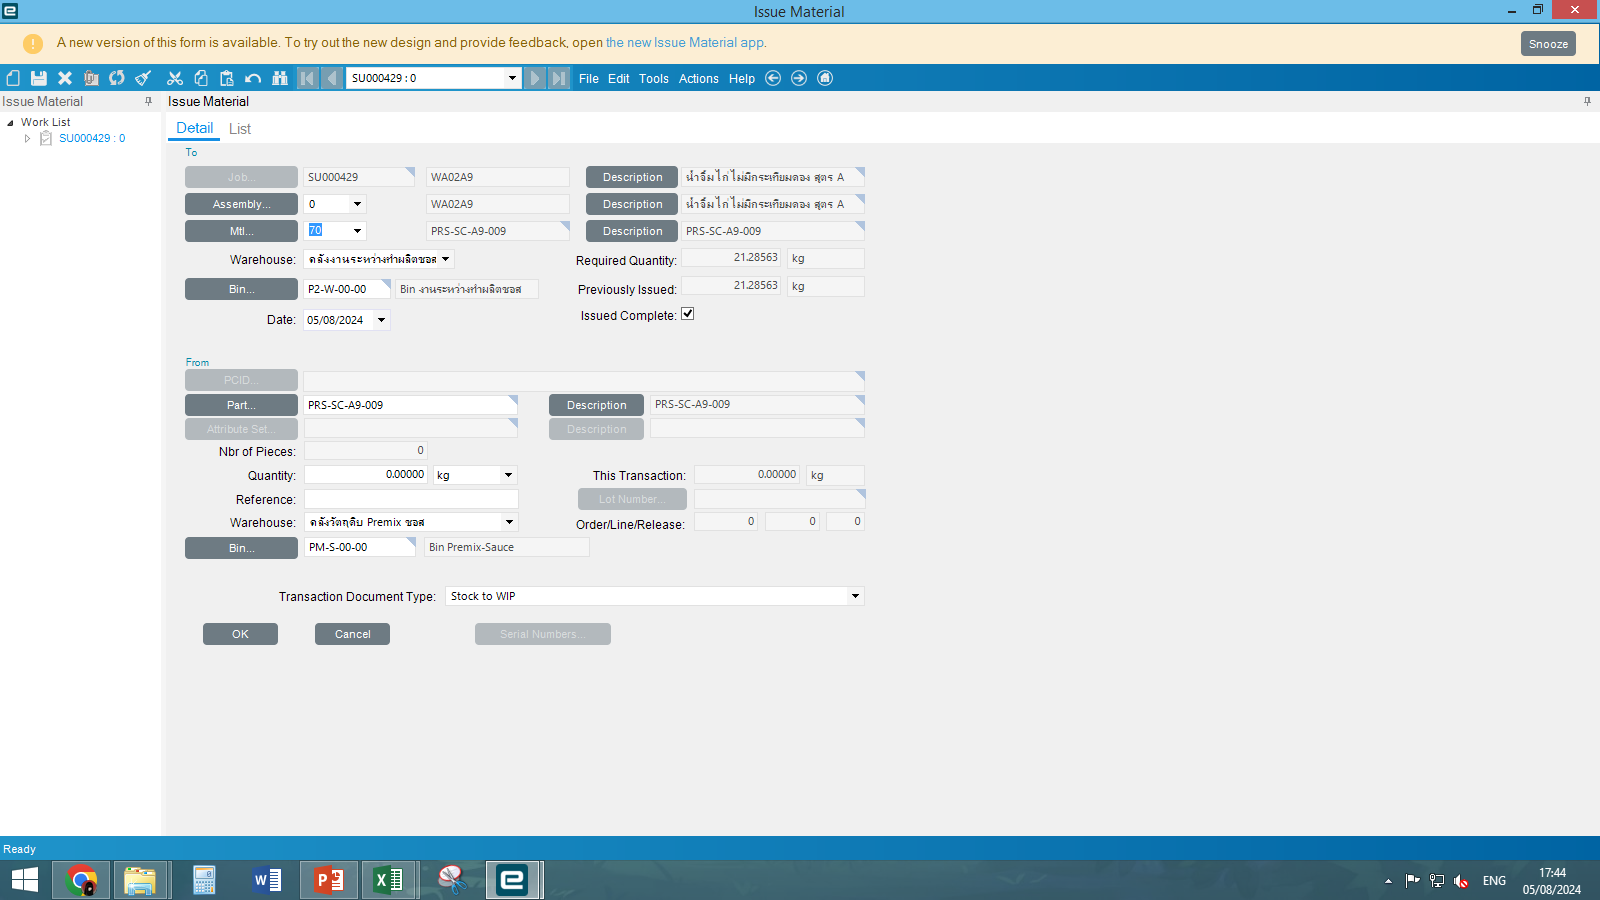 Issue Material
A new version of this form is available. To try out the new design and provide feedback, open the new Issue Material app.
Snooze
SU000429 : 0
File Edit Tools Actions Help
Issue Material
Issue Material
Work List
SU000429 : 0
Detail List
To
Job... SU000429 WA02A9 Description น้ำจิ้มไก่ ไม่มีกระเทียมดอง สูตร A
Assembly... 0 WA02A9 Description น้ำจิ้มไก่ ไม่มีกระเทียมดอง สูตร A
Mtl... 70 PRS-SC-A9-009 Description PRS-SC-A9-009
Warehouse: คลังงานระหว่างทำผลิตซอส Required Quantity: 21.28563 kg
Bin... P2-W-00-00 Bin งานระหว่างทำผลิตซอส Previously Issued: 21.28563 kg
Date: 05/08/2024 Issued Complete:
From
PCID...
Part... PRS-SC-A9-009 Description PRS-SC-A9-009
Attribute Set... Description
Nbr of Pieces: 0
Quantity: 0.00000 kg This Transaction: 0.00000 kg
Reference: Lot Number...
Warehouse: คลังวัตถุดิบ Premix ซอส Order/Line/Release: 0 0 0
Bin... PM-S-00-00 Bin Premix-Sauce
Transaction Document Type: Stock to WIP
OK Cancel Serial Numbers...
Ready
ENG
17:44
05/08/2024